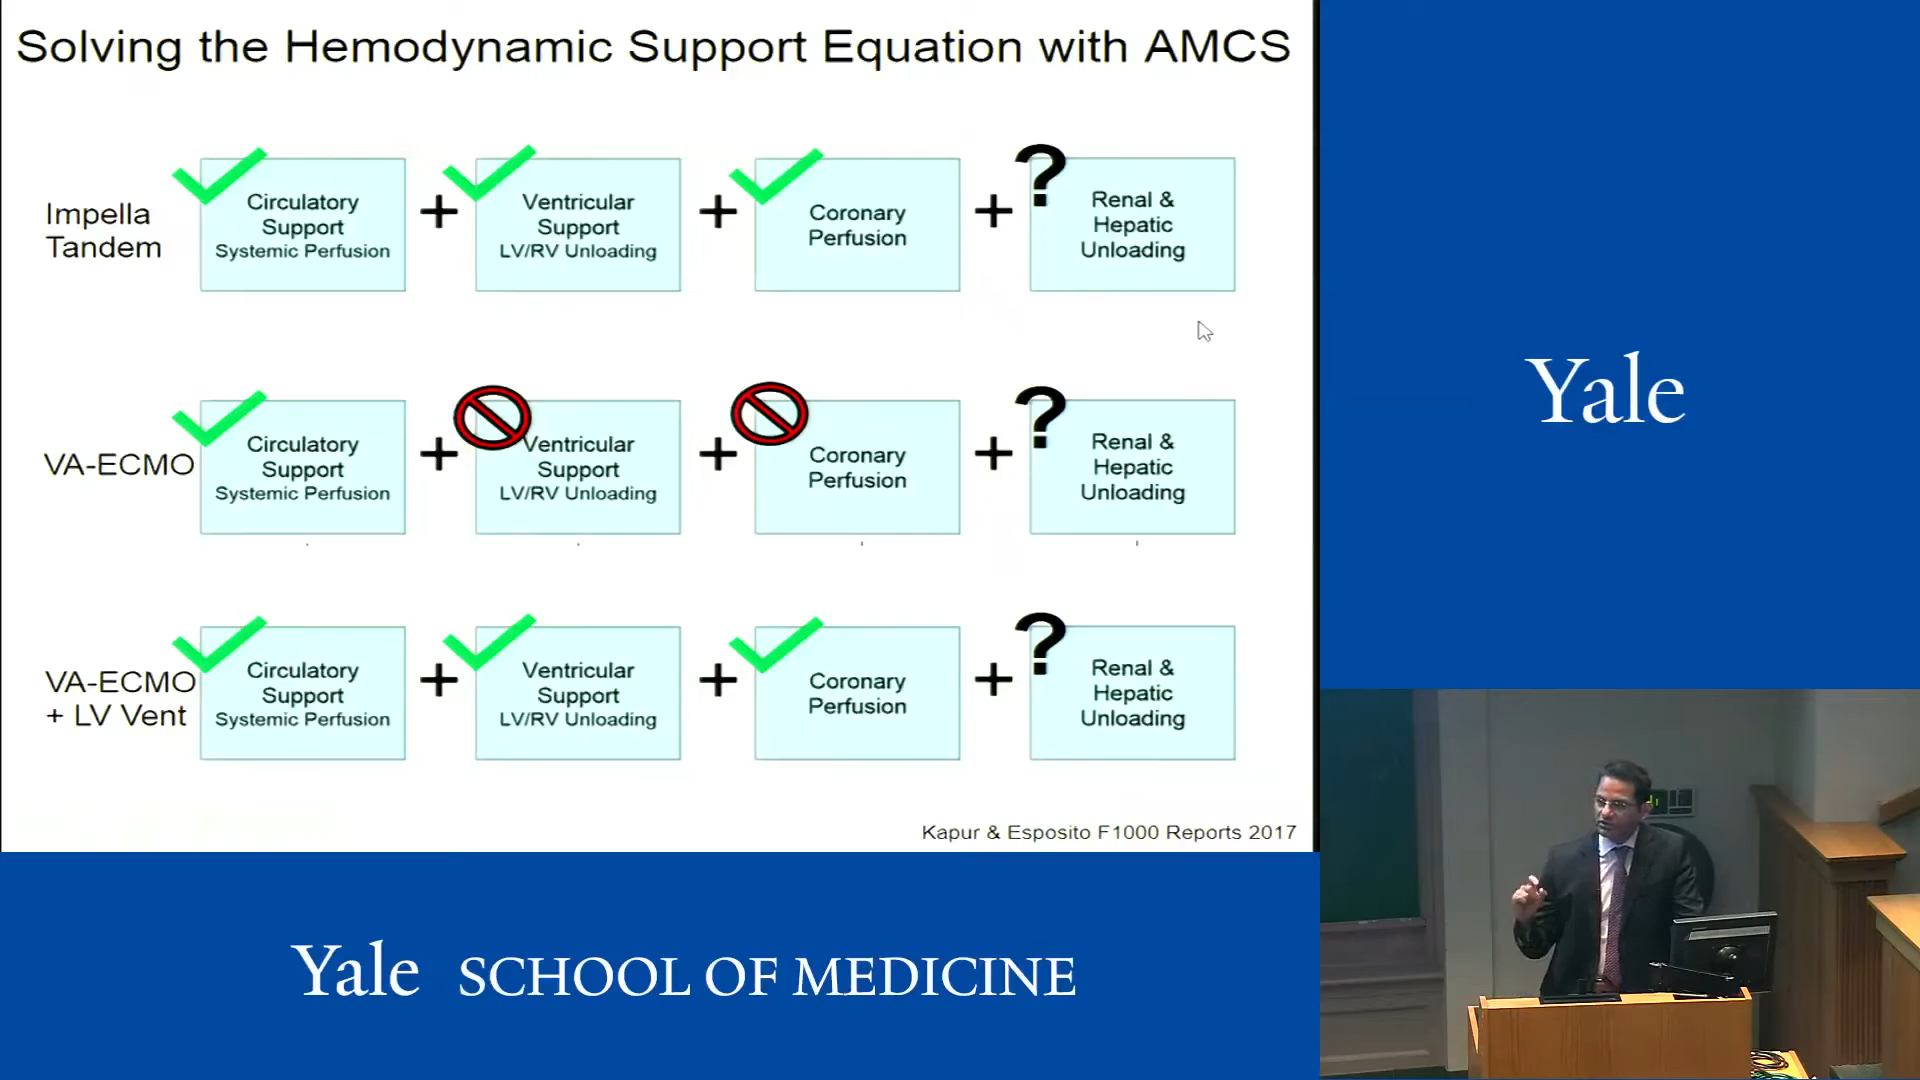 Solving the Hemodynamic Support Equation with AMCS
Impella
Tandem
Circulatory
Support
Systemic Perfusion
+
Ventricular
Support
LV/RV Unloading
+
Coronary
Perfusion
+
?
Renal &
Hepatic
Unloading
VA-ECMO
Circulatory
Support
Systemic Perfusion
+
Ventricular
Support
LV/RV Unloading
+
Coronary
Perfusion
+
?
Renal &
Hepatic
Unloading
VA-ECMO
+ LV Vent
Circulatory
Support
Systemic Perfusion
+
Ventricular
Support
LV/RV Unloading
+
Coronary
Perfusion
+
?
Renal &
Hepatic
Unloading
Kapur & Esposito F1000 Reports 2017
Yale
Yale SCHOOL OF MEDICINE